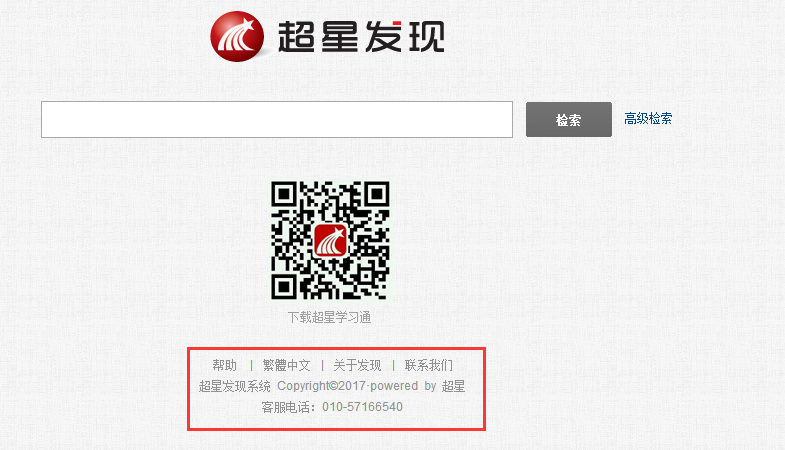 超星发现
检索 高级检索
下载超星学习通
帮助 | 繁體中文 | 关于发现 | 联系我们
超星发现系统 Copyright©2017·powered by 超星
客服电话：010-57166540